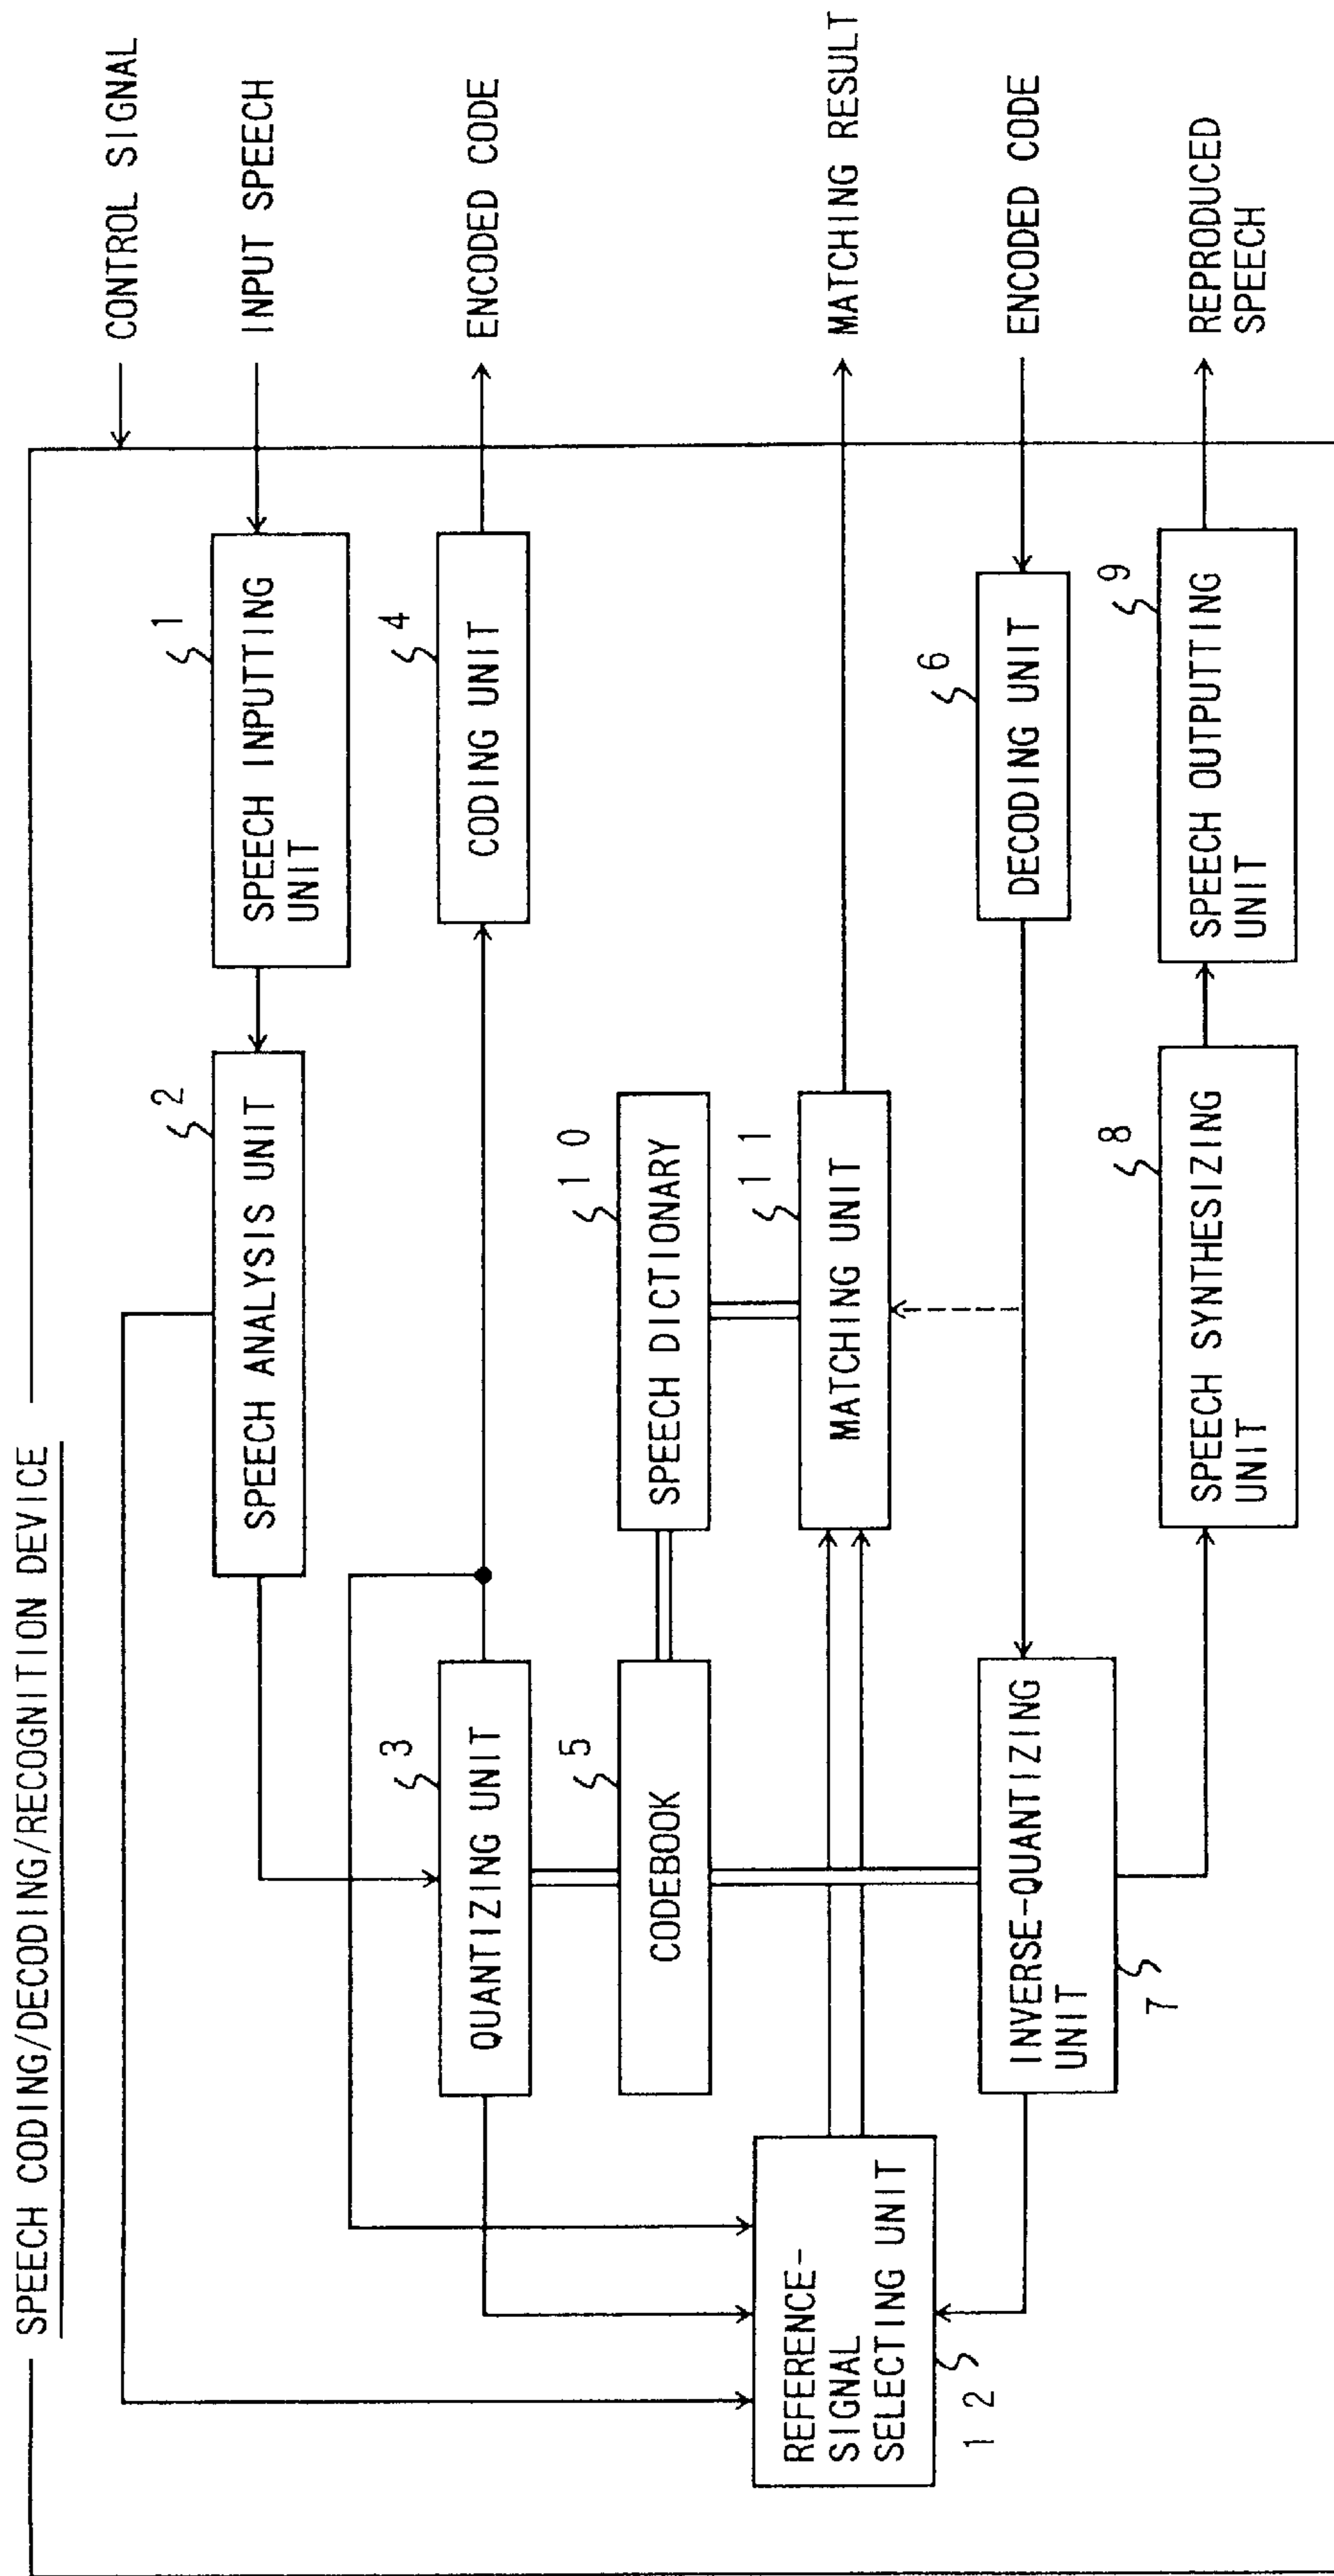 SPEECH CODING/DECODING/RECOGNITION DEVICE
CONTROL SIGNAL
INPUT SPEECH
1
SPEECH INPUTTING
UNIT
2
SPEECH ANALYSIS UNIT
3
QUANTIZING UNIT
4
CODING UNIT
ENCODED CODE
5
CODEBOOK
10
SPEECH DICTIONARY
REFERENCE-
SIGNAL
SELECTING UNIT
12
11
MATCHING UNIT
MATCHING RESULT
INVERSE-QUANTIZING
UNIT
7
6
DECODING UNIT
ENCODED CODE
8
SPEECH SYNTHESIZING
UNIT
9
SPEECH OUTPUTTING
UNIT
REPRODUCED
SPEECH